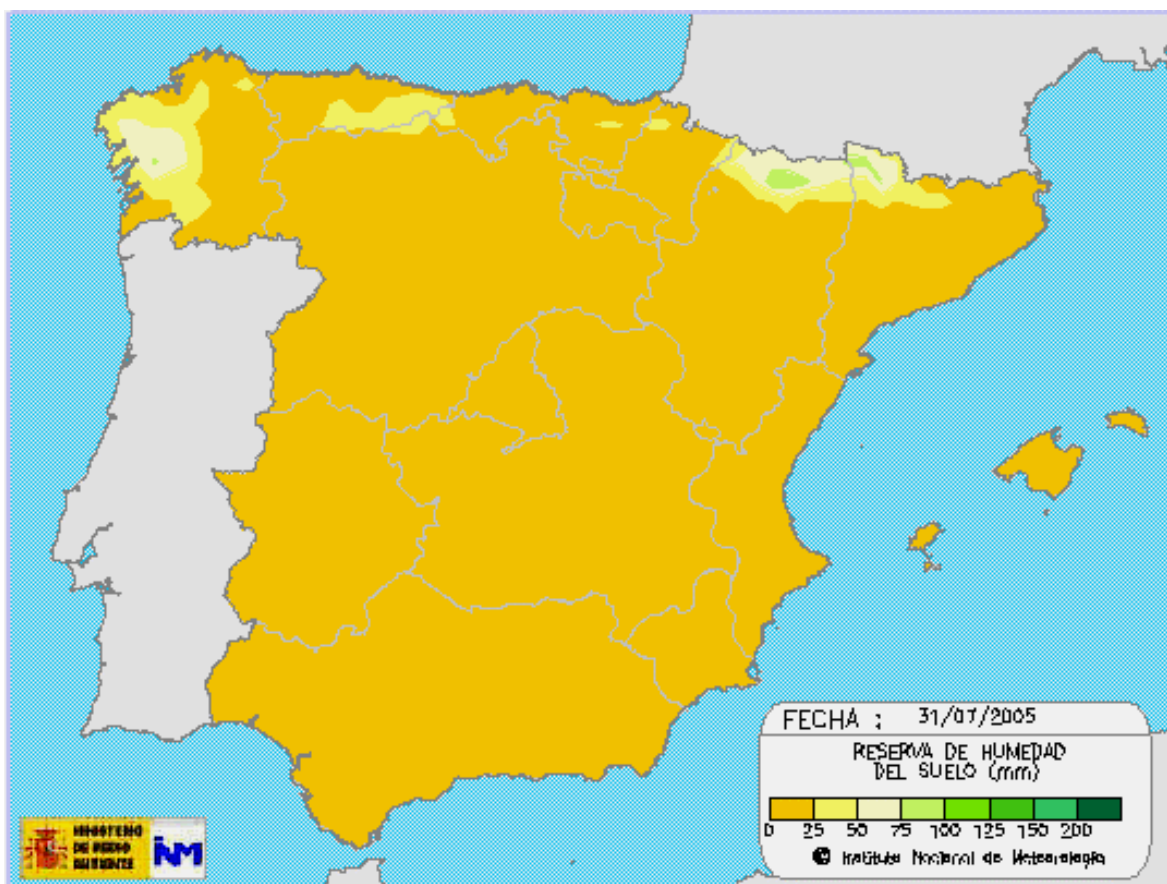 FECHA : 31/07/2005
RESERVA DE HUMEDAD
DEL SUELO (mm)
0 25 50 75 100 125 150 200
© Instituto Nacional de Meteorología
MINISTERIO
DE MEDIO
AMBIENTE
INM